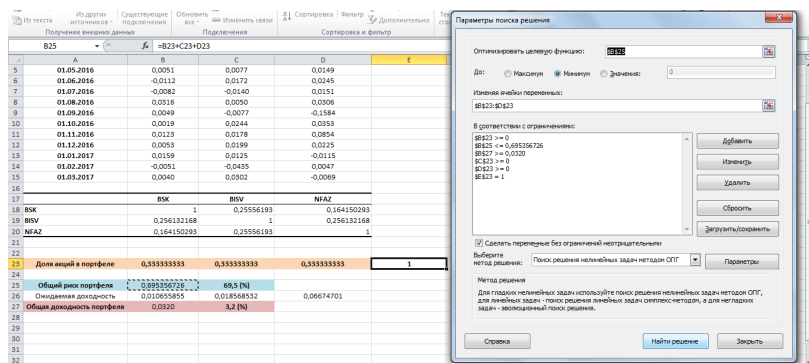 Из текста
Из других источников
Существующие подключения
Обновить все
Изменить связи
Сортировка
Фильтр
Дополнительно
Получение внешних данных
Подключения
Сортировка и фильтр
B25 fx =B23+C23+D23
A B C D E
5 01.05.2016 0,0051 0,0077 0,0149
6 01.06.2016 -0,0112 0,0172 0,0245
7 01.07.2016 -0,0082 -0,0140 0,0151
8 01.08.2016 0,0316 0,0050 0,0306
9 01.09.2016 0,0049 -0,0077 -0,1584
10 01.10.2016 0,0019 0,0244 0,0353
11 01.11.2016 0,0123 0,0178 0,0854
12 01.12.2016 0,0053 0,0199 0,0225
13 01.01.2017 0,0159 0,0125 -0,0115
14 01.02.2017 -0,0051 -0,0435 0,0047
15 01.03.2017 0,0040 0,0302 -0,0069
16
17 BSK BISV NFAZ
18 BSK 1 0,25556193 0,164150293
19 BISV 0,256132168 1 0,256132168
20 NFAZ 0,164150293 0,25556193 1
21
22
23 Доля акций в портфеле 0,333333333 0,333333333 0,333333333 1
24
25 Общий риск портфеля 0,695356726 69,5 (%)
26 Ожидаемая доходность 0,010655855 0,018568532 0,06674701
27 Общая доходность портфеля 0,0320 3,2 (%)
28
29
30
31
32
Параметры поиска решения
Оптимизировать целевую функцию: $B$25
До: Максимум Минимум Значения: 0
Изменяя ячейки переменных:
$B$23:$D$23
В соответствии с ограничениями:
$B$23 >= 0
$B$25 <= 0,695356726
$B$27 >= 0,0320
$C$23 >= 0
$D$23 >= 0
$E$23 = 1
Добавить
Изменить
Удалить
Сбросить
Загрузить/сохранить
Сделать переменные без ограничений неотрицательными
Выберите
метод решения: Поиск решения нелинейных задач методом ОПГ Параметры
Метод решения
Для гладких нелинейных задач используйте поиск решения нелинейных задач методом ОПГ,
для линейных задач - поиск решения линейных задач симплекс-методом, а для негладких
задач - эволюционный поиск решения.
Справка Найти решение Закрыть